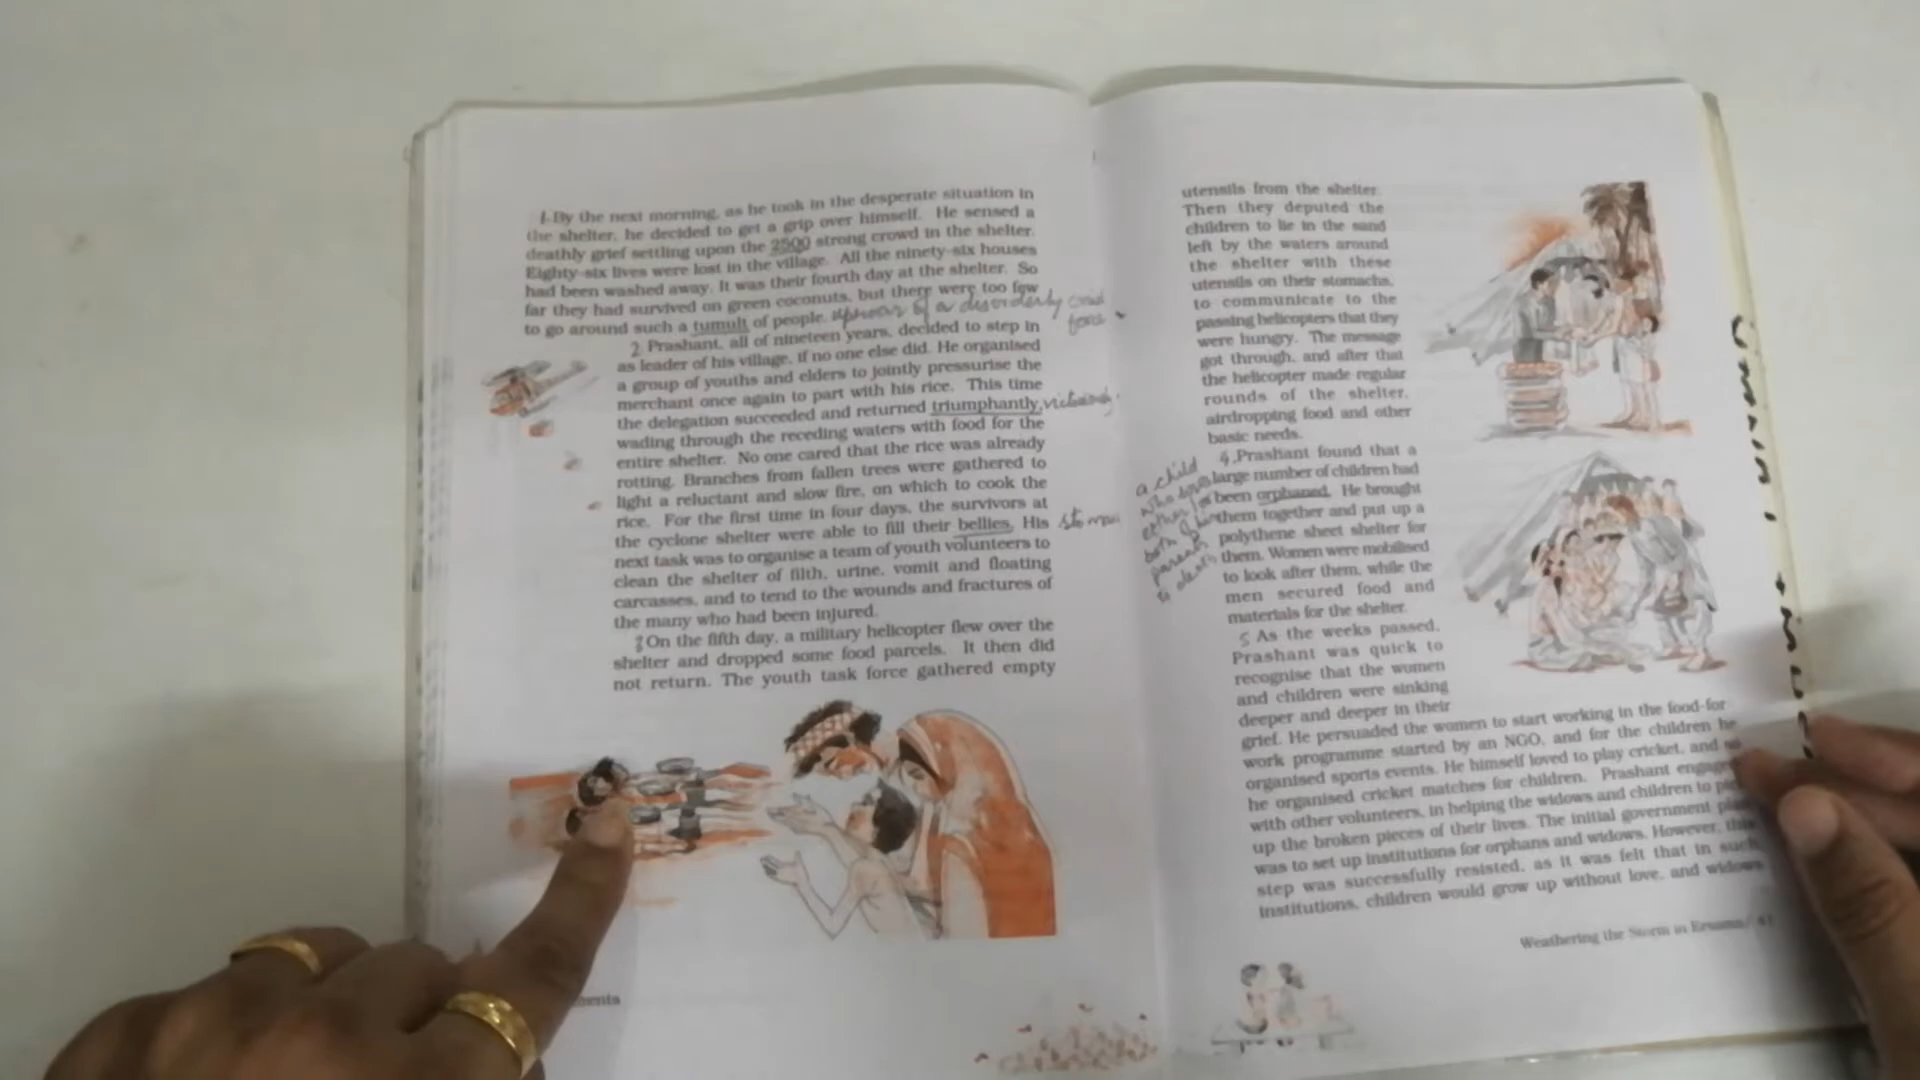 1. By the next morning, as he took in the desperate situation in
the shelter, he decided to get a grip over himself. He sensed a
deathly grief settling upon the 2500 strong crowd in the shelter.
Eighty-six lives were lost in the village. All the ninety-six houses
had been washed away. It was their fourth day at the shelter. So
far they had survived on green coconuts, but there were too few
to go around such a tumult of people. uproar of a disorderly
2. Prashant, all of nineteen years, decided to step in
as leader of his village, if no one else did. He organised
a group of youths and elders to jointly pressurise the
merchant once again to part with his rice. This time
the delegation succeeded and returned triumphantly,
wading through the receding waters with food for the
entire shelter. No one cared that the rice was already
rotting. Branches from fallen trees were gathered to
light a reluctant and slow fire, on which to cook the
rice. For the first time in four days, the survivors at
the cyclone shelter were able to fill their bellies. His
next task was to organise a team of youth volunteers to
clean the shelter of filth, urine, vomit and floating
carcasses, and to tend to the wounds and fractures of
the many who had been injured.
3 On the fifth day, a military helicopter flew over the
shelter and dropped some food parcels. It then did
not return. The youth task force gathered empty
utensils from the shelter.
Then they deputed the
children to lie in the sand
left by the waters around
the shelter with these
utensils on their stomachs,
to communicate to the
passing helicopters that they
were hungry. The message
got through, and after that
the helicopter made regular
rounds of the shelter,
airdropping food and other
basic needs.
4. Prashant found that a
large number of children had
been orphaned. He brought
them together and put up a
polythene sheet shelter for
them. Women were mobilised
to look after them, while the
men secured food and
materials for the shelter.
5 As the weeks passed,
Prashant was quick to
recognise that the women
and children were sinking
deeper and deeper in their
grief. He persuaded the women to start working in the food-for
work programme started by an NGO, and for the children he
organised sports events. He himself loved to play cricket, and so
he organised cricket matches for children. Prashant engaged
with other volunteers, in helping the widows and children to
up the broken pieces of their lives. The initial government
was to set up institutions for orphans and widows. However, this
step was successfully resisted, as it was felt that in such
institutions, children would grow up without love, and widows
Weathering the Storm in Ersama/ 41
a child
both of
parents